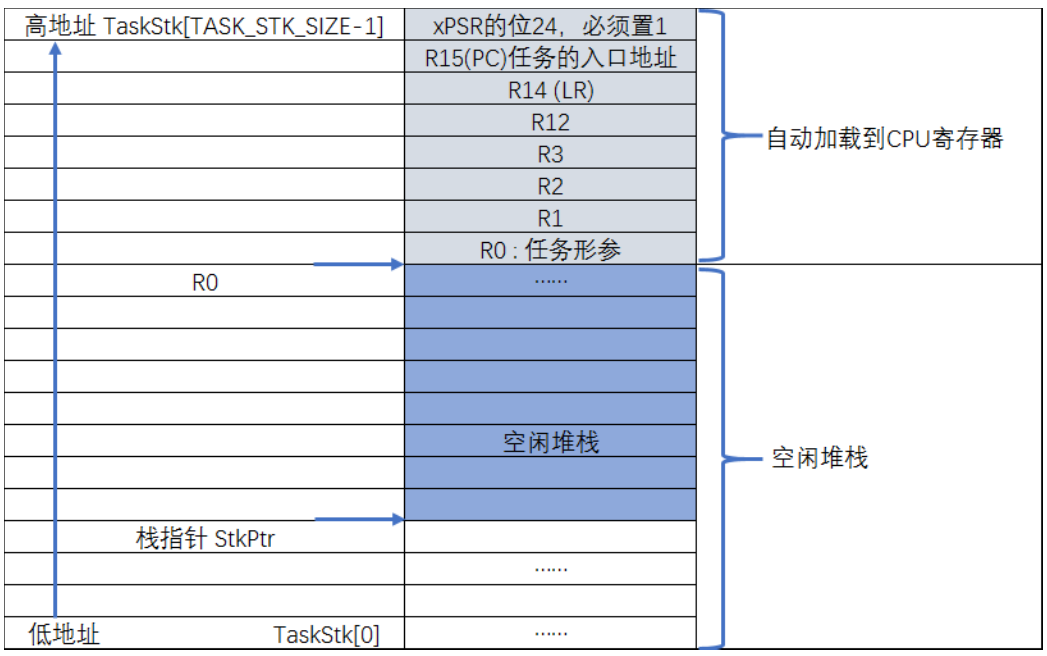 高地址 TaskStk[TASK_STK_SIZE-1]
xPSR的位24，必须置1
R15(PC)任务的入口地址
R14 (LR)
R12
R3
R2
R1
R0 : 任务形参
自动加载到CPU寄存器
R0
......
空闲堆栈
空闲堆栈
栈指针 StkPtr
......
低地址
TaskStk[0]
......